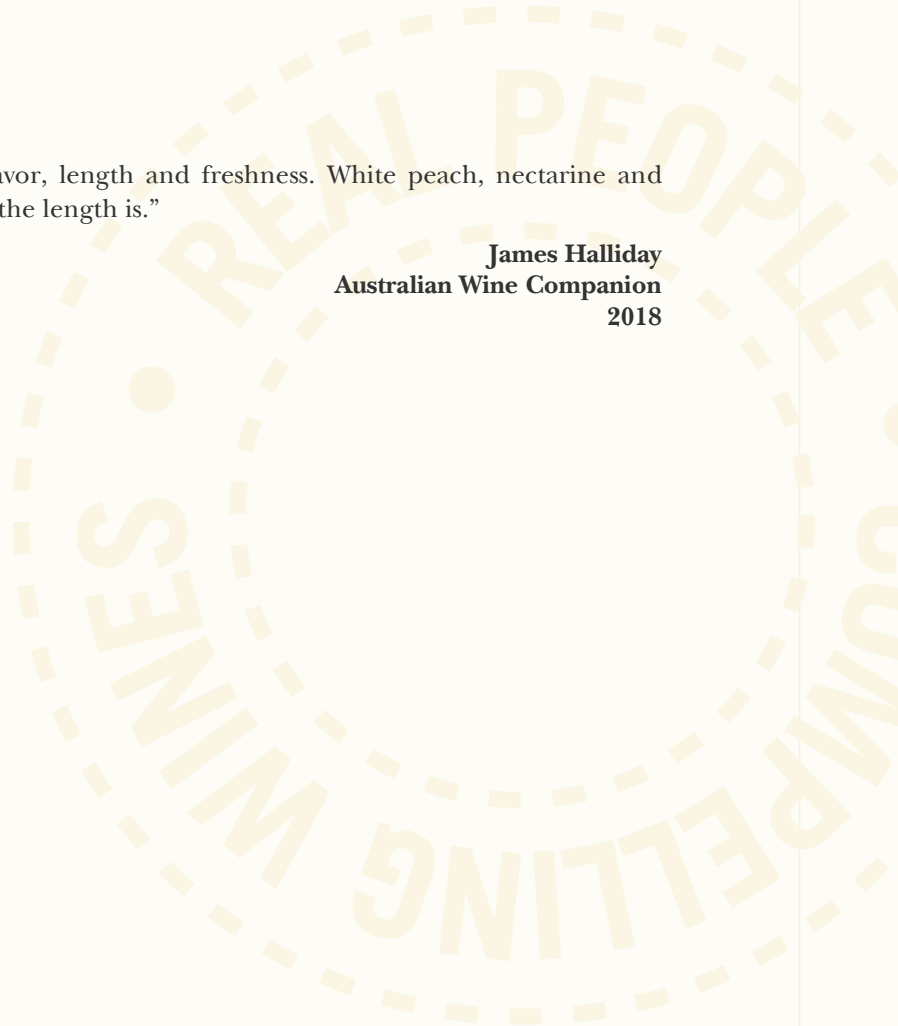 length and freshness. White peach, nectarine and
the length is.”
James Halliday
Australian Wine Companion
2018
REAL PEOPLE
COMPELLING
WINES